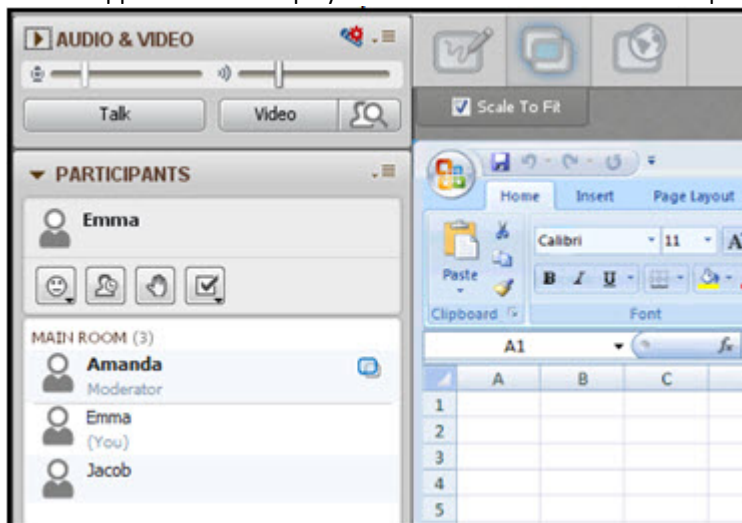 AUDIO & VIDEO
Talk
Video
Scale To Fit
PARTICIPANTS
Emma
MAIN ROOM (3)
Amanda
Moderator
Emma
(You)
Jacob
Home Insert Page Layout
Paste
Calibri 11 A
B I U
Clipboard Font
A1 fx
A B C
1
2
3
4
5